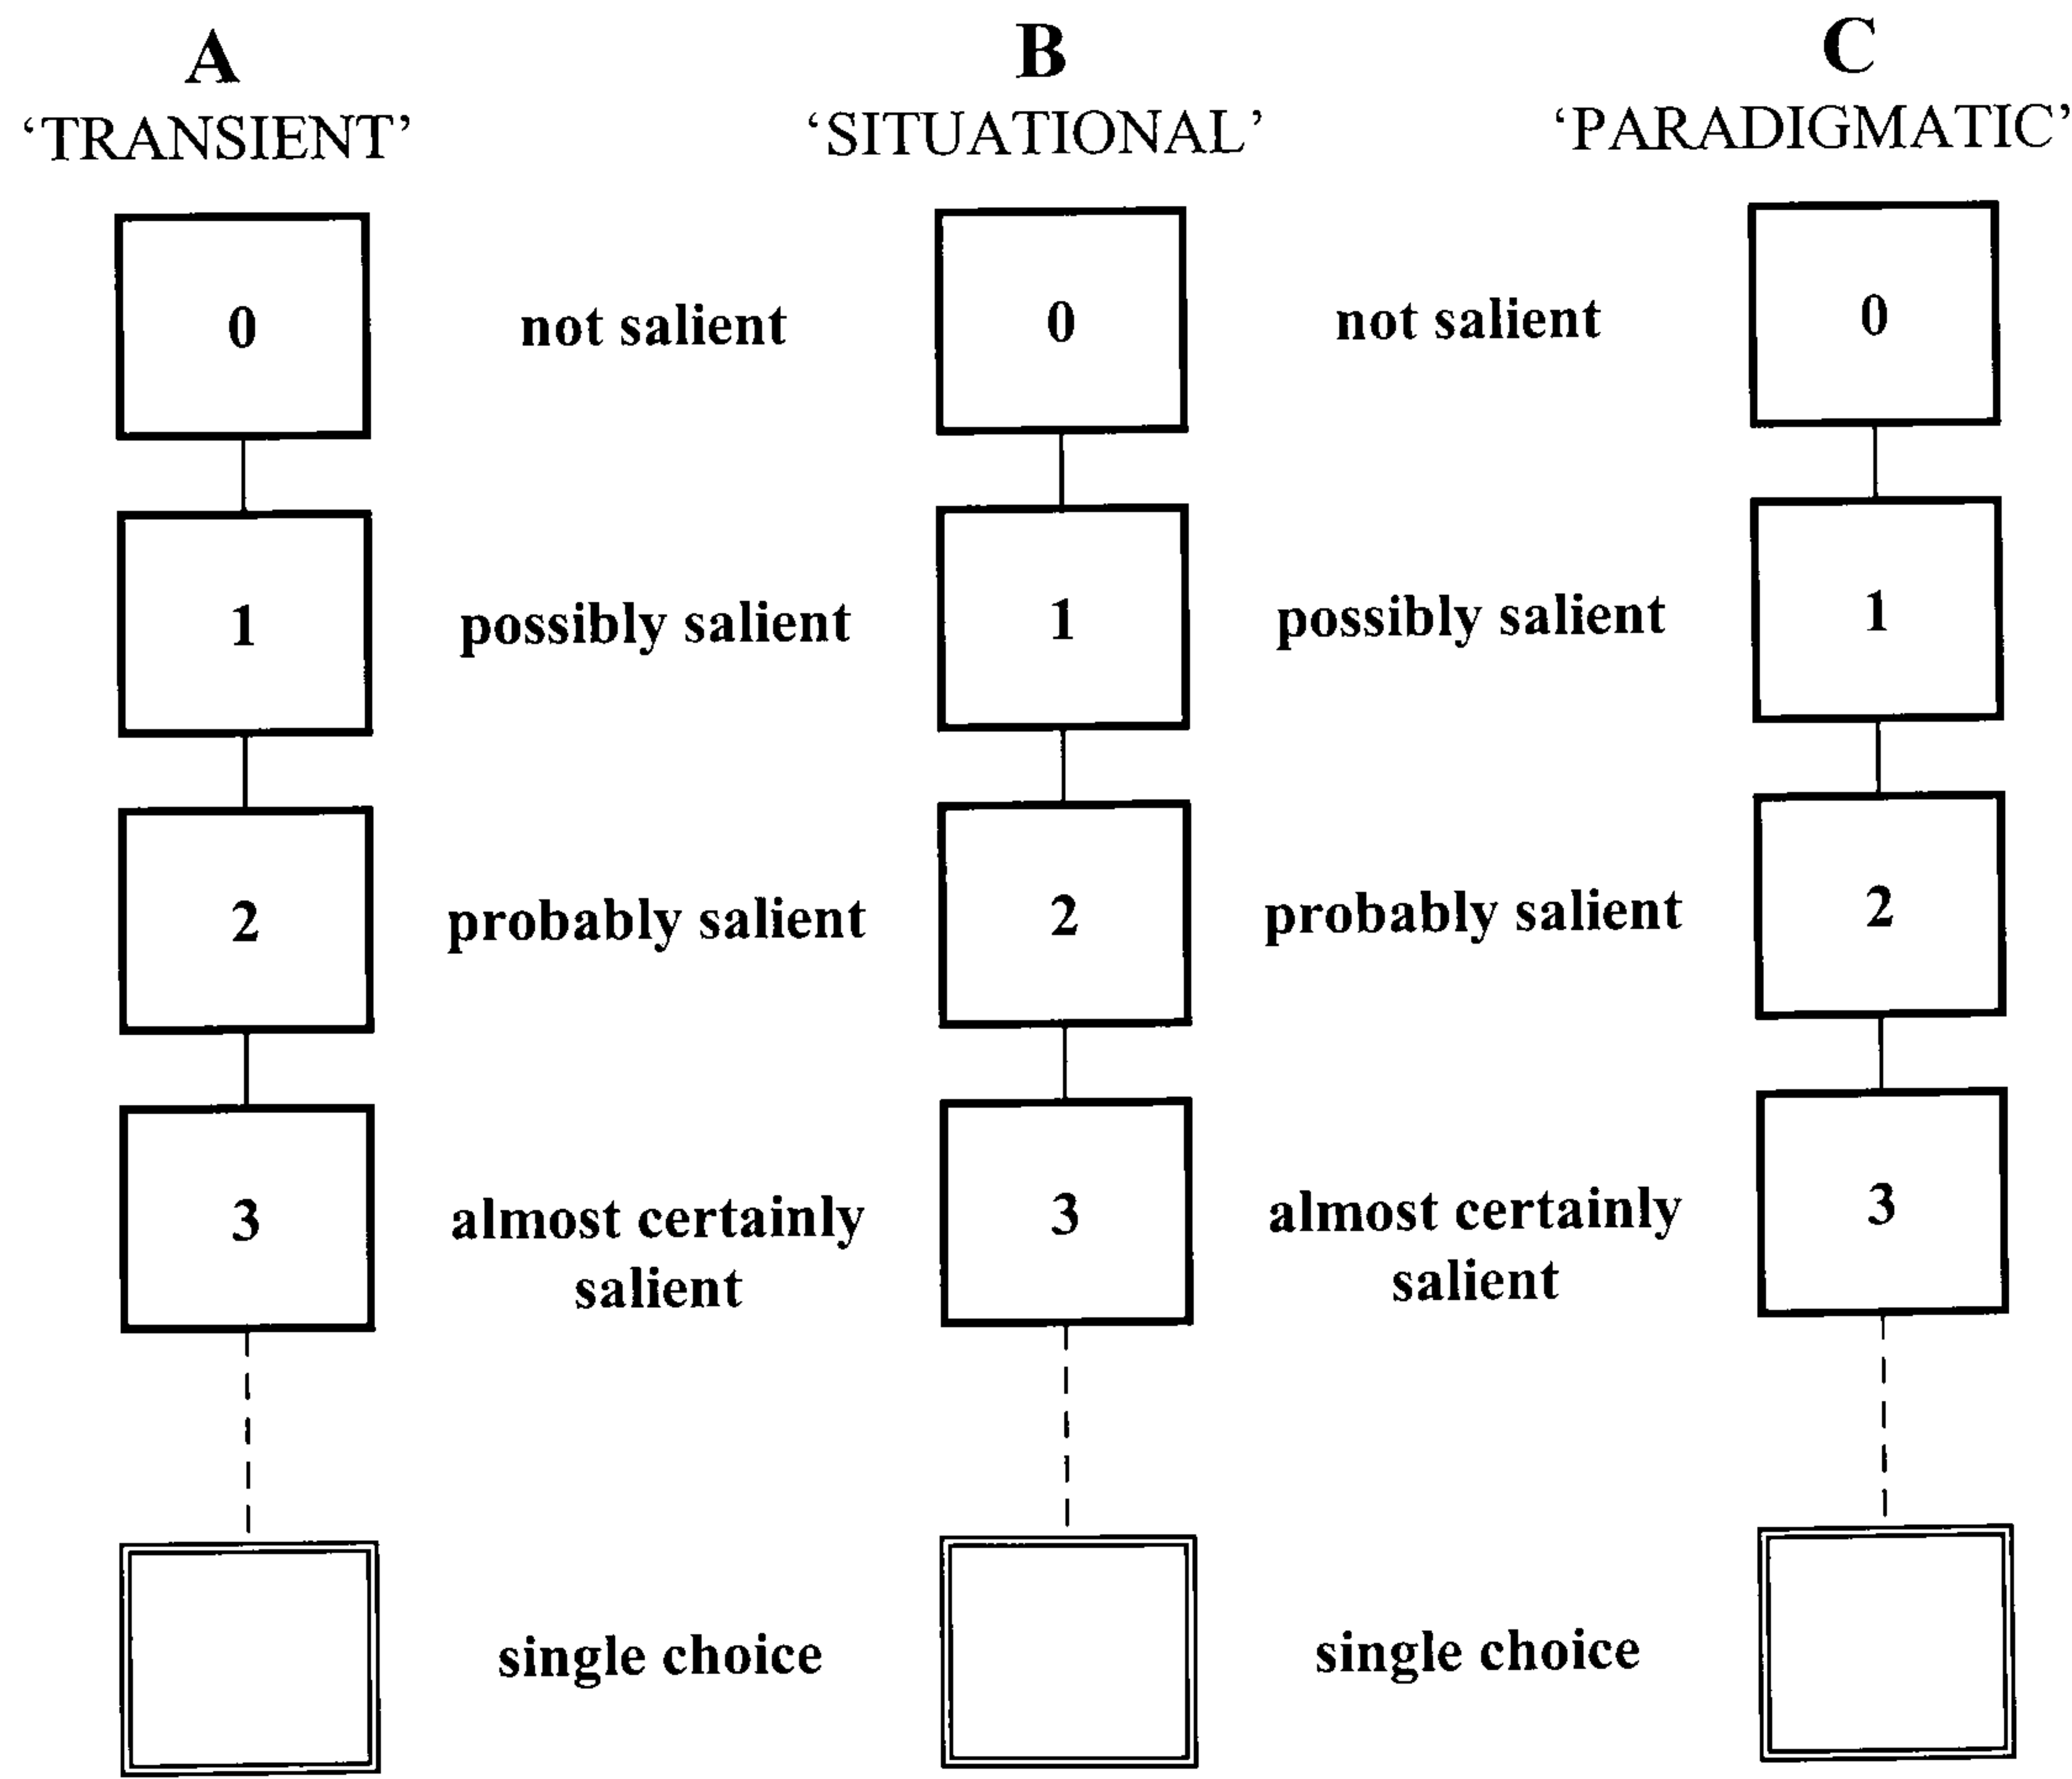 A B C
‘TRANSIENT’ ‘SITUATIONAL’ ‘PARADIGMATIC’
0 not salient 0 not salient 0
1 possibly salient 1 possibly salient 1
2 probably salient 2 probably salient 2
3 almost certainly 3 almost certainly 3
salient salient
single choice single choice